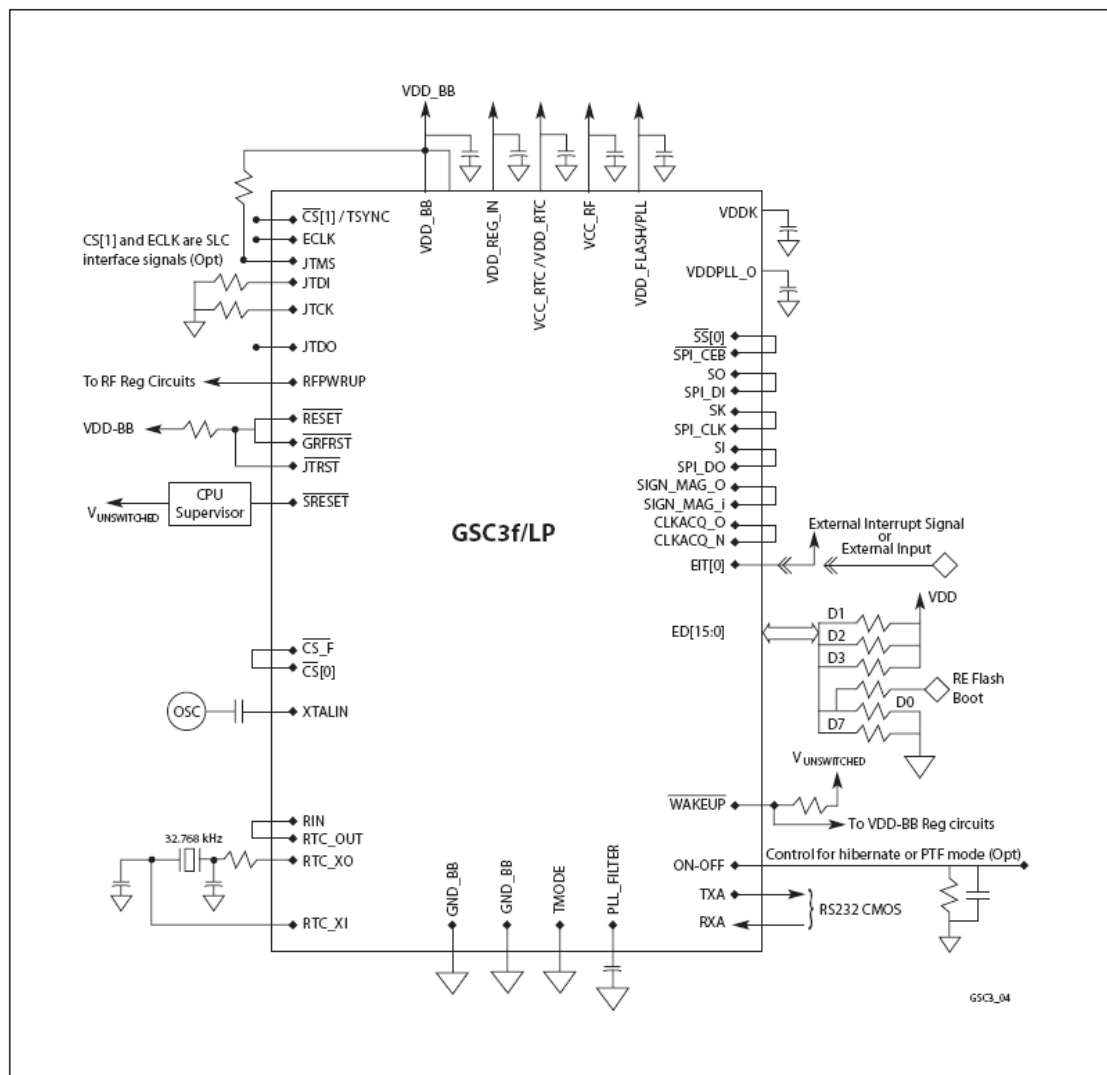 VDD_BB
VDD_BB
VDD_REG_IN
VCC_RTC /VDD_RTC
VCC_RF
VDD_FLASH/PLL
CS[1] / TSYNC
ECLK
CS[1] and ECLK are SLC
interface signals (Opt)
JTMS
JTDI
JTCK
JTDO
To RF Reg Circuits
RFPWRUP
RESET
VDD-BB
GRFRST
JTRST
CPU
Supervisor
VUNSWITCHED
SRESET
GSC3f/LP
CS_F
CS[0]
OSC
XTALIN
RIN
RTC_OUT
32.768 kHz
RTC_XO
RTC_XI
GND_BB
GND_BB
TMODE
PLL_FILTER
VDDK
VDDPLL_O
SS[0]
SPI_CEB
SO
SPI_DI
SK
SPI_CLK
SI
SPI_DO
SIGN_MAG_O
SIGN_MAG_i
CLKACQ_O
CLKACQ_N
External Interrupt Signal
or
External Input
EIT[0]
VDD
ED[15:0]
D1
D2
D3
RE Flash
Boot
D0
D7
V UNSWITCHED
WAKEUP
To VDD-BB Reg circuits
Control for hibernate or PTF mode (Opt)
ON-OFF
TXA
RS232 CMOS
RXA
GSC3_04